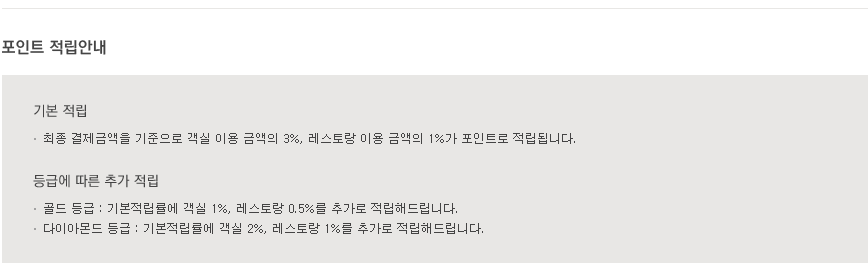 포인트 적립안내
기본 적립
· 최종 결제금액을 기준으로 객실 이용 금액의 3%, 레스토랑 이용 금액의 1%가 포인트로 적립됩니다.
등급에 따른 추가 적립
· 골드 등급 : 기본적립률에 객실 1%, 레스토랑 0.5%를 추가로 적립해드립니다.
· 다이아몬드 등급 : 기본적립률에 객실 2%, 레스토랑 1%를 추가로 적립해드립니다.